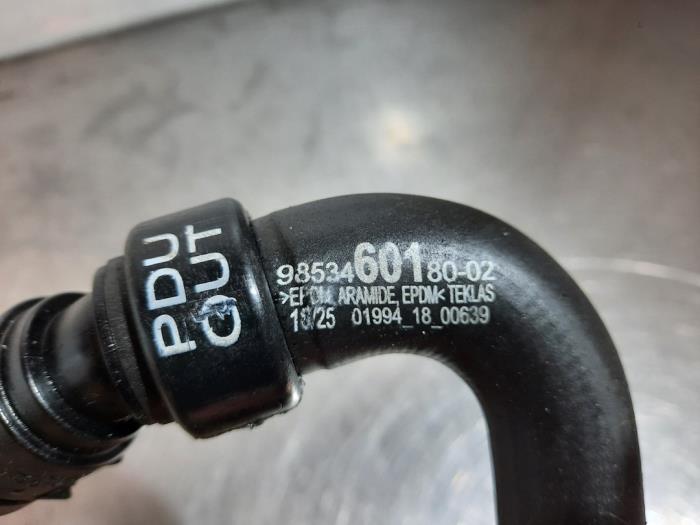 PDU
OUT
9853460180-02
>EPDM, ARAMIDE, EPDM< TEKLAS
18/25 01994_18_00639